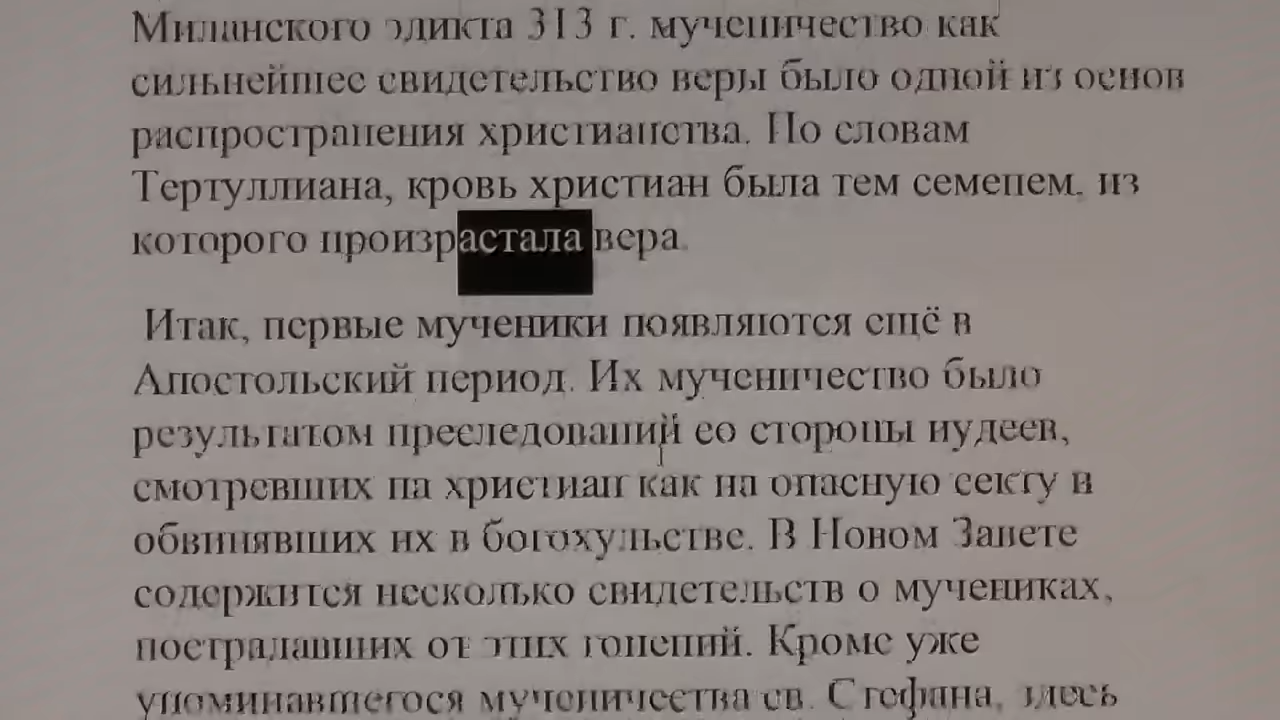 Миланского эдикта 313 г. мученичество как
сильнейшее свидетельство веры было одной из основ
распространения христианства. По словам
Тертуллиана, кровь христиан была тем семенем, из
которого произрастала вера.
Итак, первые мученики появляются ещё в
Апостольский период. Их мученичество было
результатом преследований со стороны иудеев,
смотревших на христиан как на опасную секту и
обвинявших их в богохульстве. В Новом Завете
содержится несколько свидетельств о мучениках,
пострадавших от этих гонений. Кроме уже
упоминавшегося мученичества св. Стефана, здесь